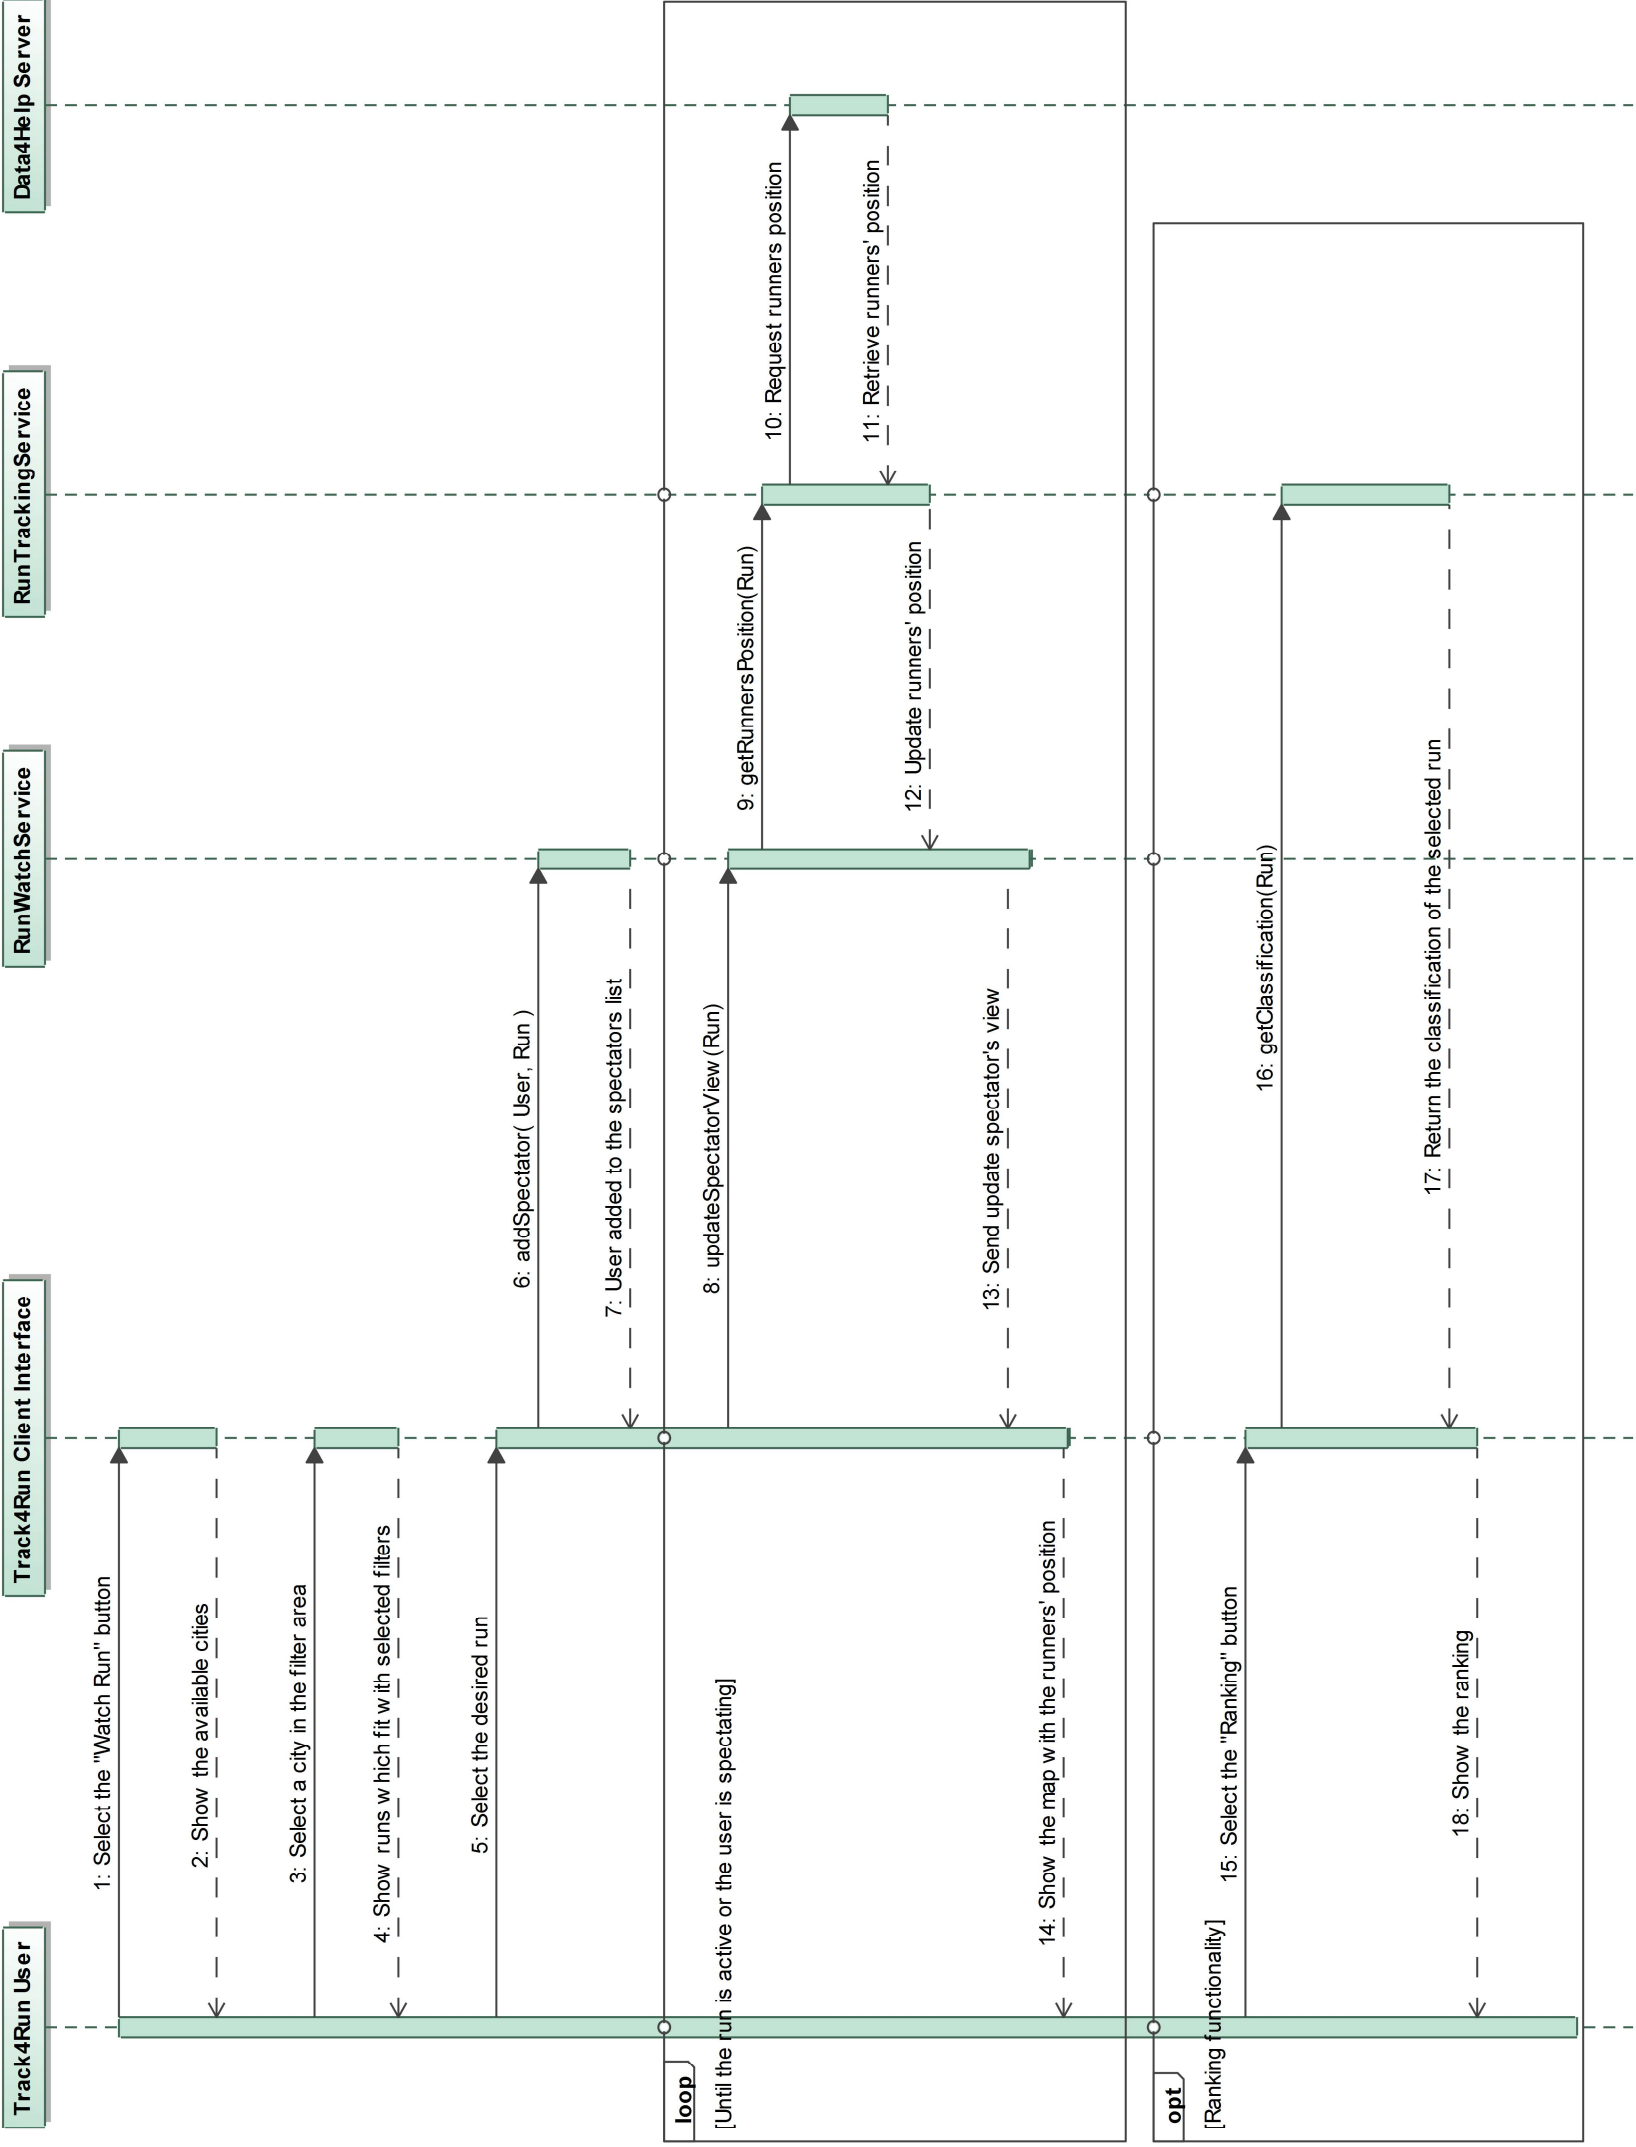 Track4Run User
Track4Run Client Interface
RunWatchService
RunTrackingService
Data4Help Server
1: Select the "Watch Run" button
2: Show the available cities
3: Select a city in the filter area
4: Show runs which fit with selected filters
5: Select the desired run
6: addSpectator( User, Run )
7: User added to the spectators list
loop
[Until the run is active or the user is spectating]
8: updateSpectatorView(Run)
9: getRunnersPosition(Run)
10: Request runners position
11: Retrieve runners' position
12: Update runners' position
13: Send update spectator's view
14: Show the map with the runners' position
opt
[Ranking functionality]
15: Select the "Ranking" button
16: getClassification(Run)
17: Return the classification of the selected run
18: Show the ranking